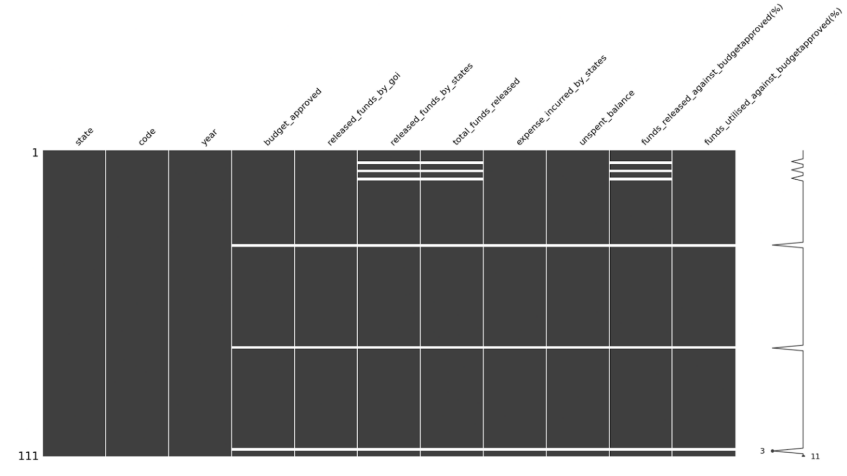 state
code
year
budget_approved
released_funds_by_goi
released_funds_by_states
total_funds_released
expense_incurred_by_states
unspent_balance
funds_released_against_budgetapproved(%)
funds_utilised_against_budgetapproved(%)
1
111
3
11